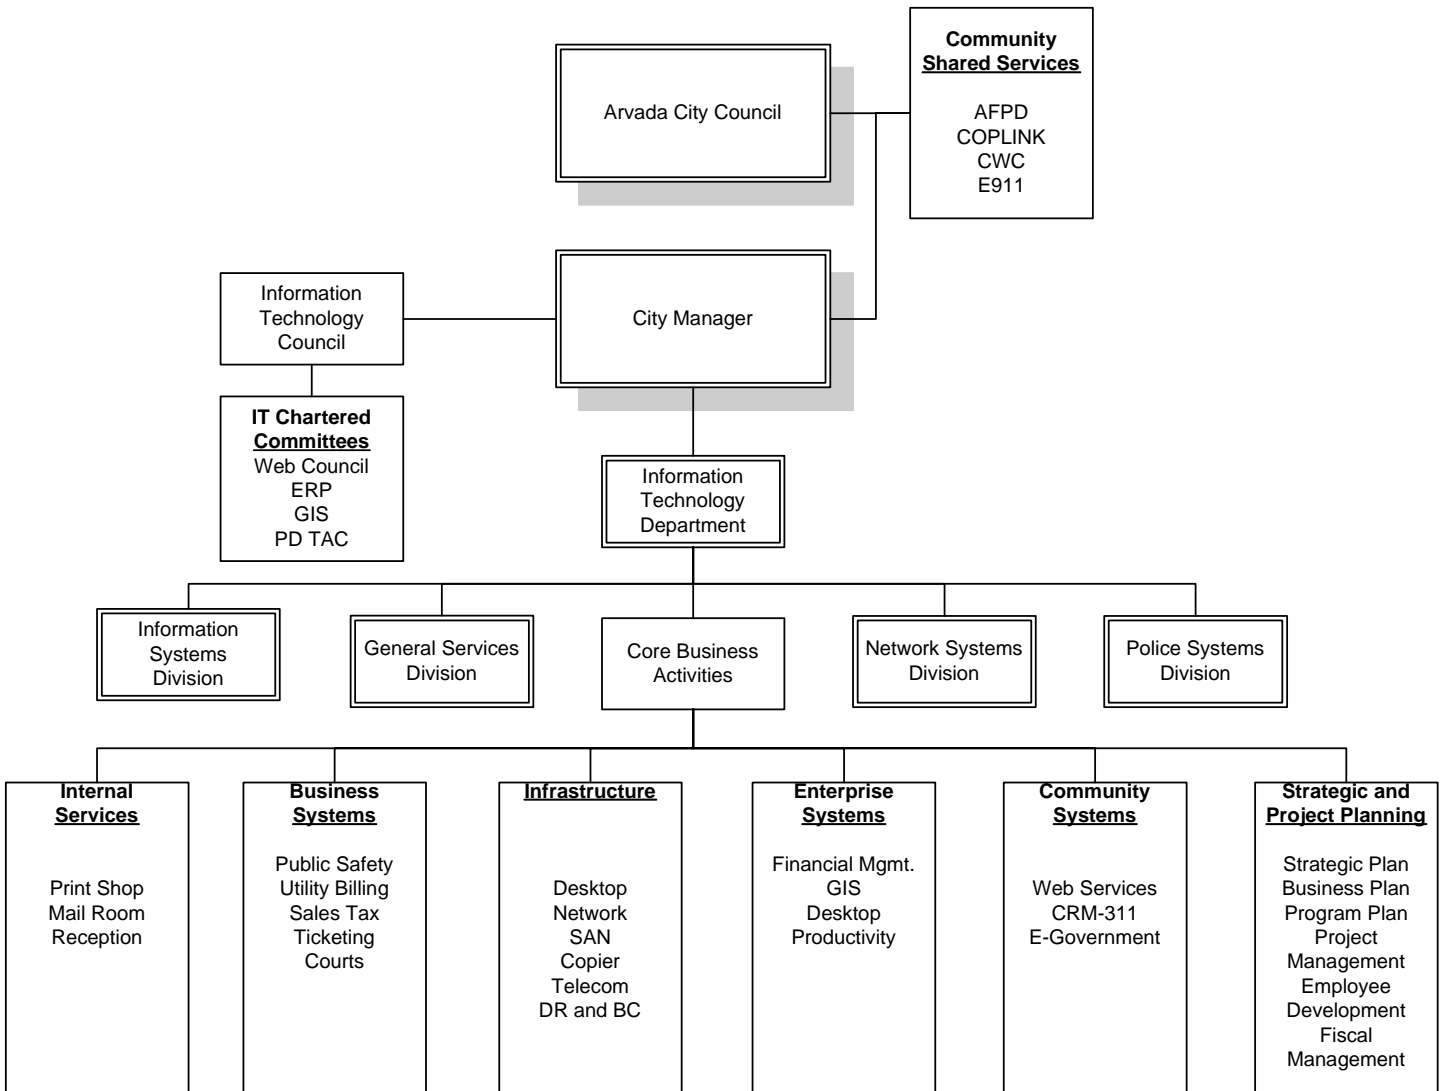 Community
Shared Services
AFPD
COPLINK
CWC
E911
Arvada City Council
City Manager
Information
Technology
Council
IT Chartered
Committees
Web Council
ERP
GIS
PD TAC
Information
Technology
Department
Information
Systems
Division
General Services
Division
Core Business
Activities
Network Systems
Division
Police Systems
Division
Internal
Services
Print Shop
Mail Room
Reception
Business
Systems
Public Safety
Utility Billing
Sales Tax
Ticketing
Courts
Infrastructure
Desktop
Network
SAN
Copier
Telecom
DR and BC
Enterprise
Systems
Financial Mgmt.
GIS
Desktop
Productivity
Community
Systems
Web Services
CRM-311
E-Government
Strategic and
Project Planning
Strategic Plan
Business Plan
Program Plan
Project
Management
Employee
Development
Fiscal
Management